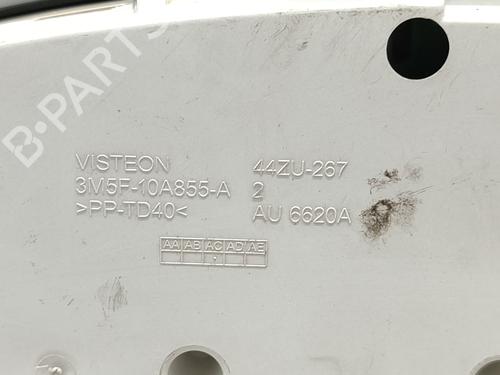 B-PARTS
VISTEON 44ZU-267
3M5F-10A855-A 2
>PP-TD40< AU 6620A
AA AB AC AD AE